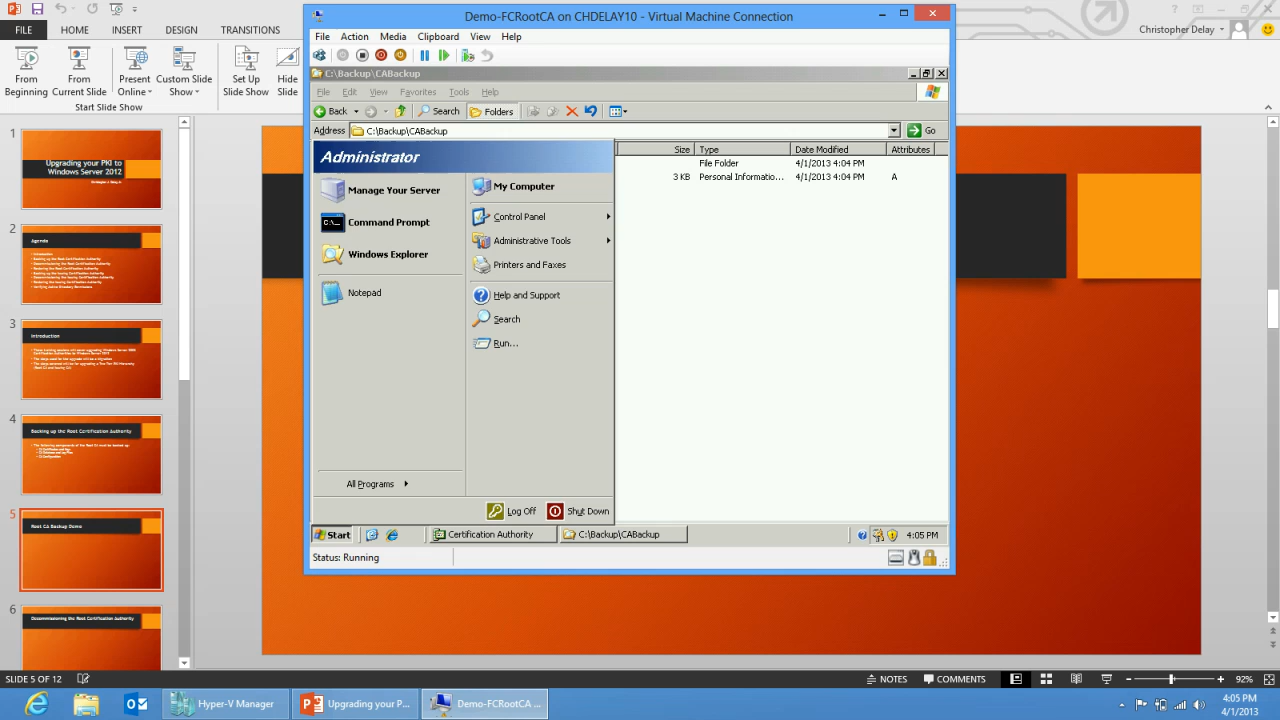 Demo-FCRootCA on CHDELAY10 - Virtual Machine Connection
FILE HOME INSERT DESIGN TRANSITIONS
Christopher Delay
File Action Media Clipboard View Help
From Beginning
From Current Slide
Present Online
Custom Slide Show
Set Up Slide Show
Hide Slide
Start Slide Show
C:\Backup\CABackup
File Edit View Favorites Tools Help
Back Search Folders
Address C:\Backup\CABackup Go
Size Type Date Modified Attributes
File Folder 4/1/2013 4:04 PM
3 KB Personal Informatio... 4/1/2013 4:04 PM A
Administrator
Manage Your Server
Command Prompt
Windows Explorer
Notepad
All Programs
My Computer
Control Panel
Administrative Tools
Printers and Faxes
Help and Support
Search
Run...
Log Off Shut Down
Start Certification Authority C:\Backup\CABackup 4:05 PM
Status: Running
1
Upgrading your PKI to
Windows Server 2012
2
Agenda
3
Introduction
4
Backing up the Root Certification Authority
5
Root CA Backup Demo
6
Decommissioning the Root Certification Authority
SLIDE 5 OF 12 NOTES COMMENTS 92%
Hyper-V Manager Upgrading your P... Demo-FCRootCA ...
4:05 PM
4/1/2013